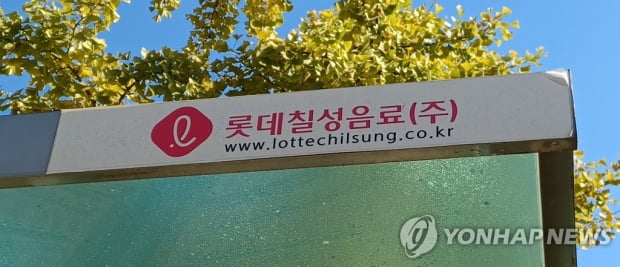 롯데칠성음료(주)
www.lottechilsung.co.kr
YONHAP NEWS